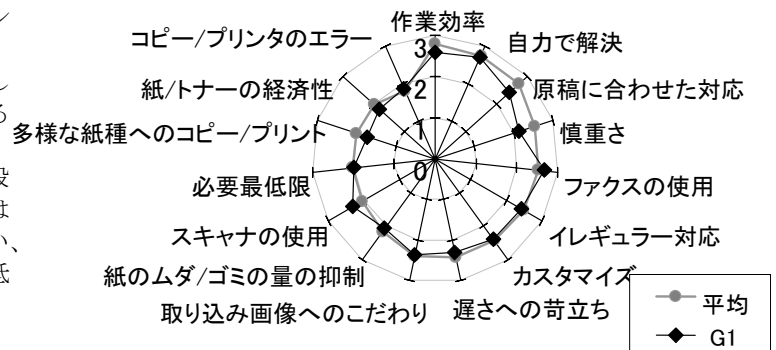 作業効率
自力で解決
原稿に合わせた対応
慎重さ
ファクスの使用
イレギュラー対応
カスタマイズ
遅さへの苛立ち
取り込み画像へのこだわり
紙のムダ/ゴミの量の抑制
スキャナの使用
必要最低限
多様な紙種へのコピー/プリント
紙/トナーの経済性
コピー/プリンタのエラー
3
2
1
0
平均
G1
ン
し
る
は
い、